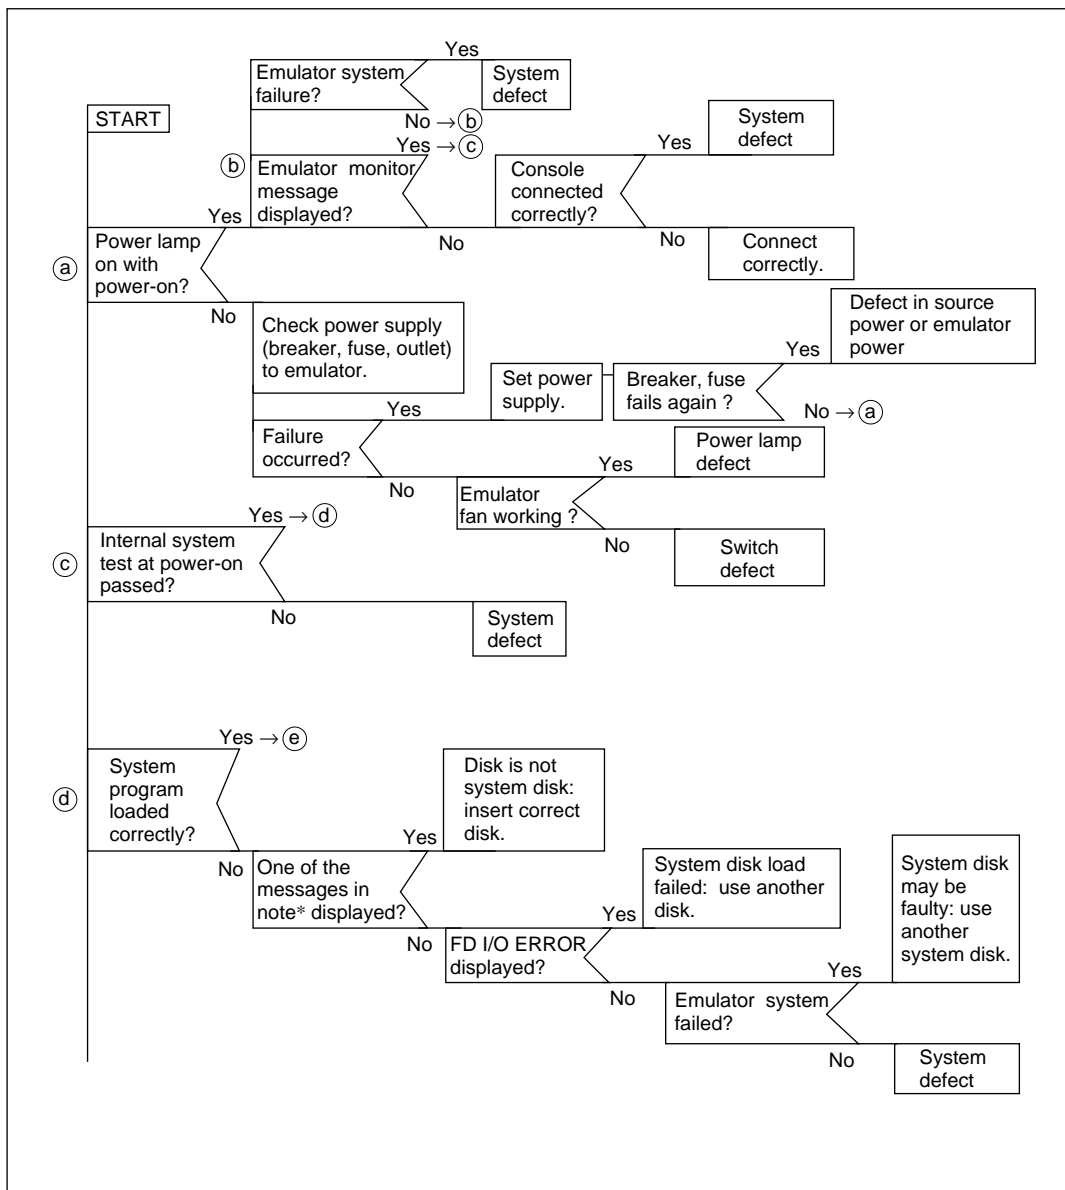 START
Emulator system
failure?
Yes
System
defect
No → b
b
Yes → c
Emulator monitor
message
displayed?
No
Console
connected
correctly?
Yes
System
defect
No
Connect
correctly.
a
Power lamp
on with
power-on?
Yes
No
Check power supply
(breaker, fuse, outlet)
to emulator.
Failure
occurred?
Yes
Set power
supply.
Breaker, fuse
fails again ?
Yes
Defect in source
power or emulator
power
No → a
No
Emulator
fan working ?
Yes
Power lamp
defect
No
Switch
defect
c
Yes → d
Internal system
test at power-on
passed?
No
System
defect
d
Yes → e
System
program
loaded
correctly?
No
One of the
messages in
note* displayed?
Yes
Disk is not
system disk:
insert correct
disk.
No
FD I/O ERROR
displayed?
Yes
System disk load
failed: use another
disk.
No
Emulator system
failed?
Yes
System disk
may be
faulty: use
another
system disk.
No
System
defect